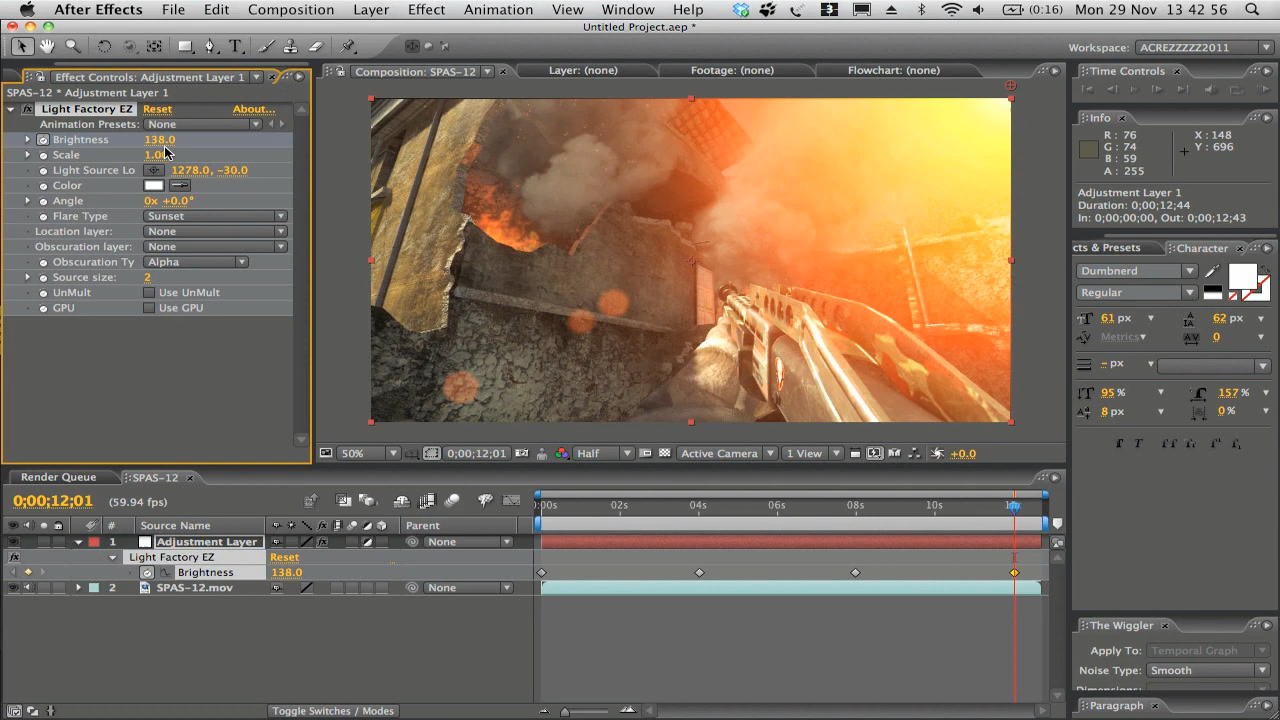 After Effects File Edit Composition Layer Effect Animation View Window Help (0:16) Mon 29 Nov 13 42 56
Untitled Project.aep *
Workspace: ACREZZZZZ2011
Effect Controls: Adjustment Layer 1
Composition: SPAS-12
Layer: (none)
Footage: (none)
Flowchart: (none)
SPAS-12 * Adjustment Layer 1
fx Light Factory EZ Reset About...
Animation Presets: None
Brightness 138.0
Scale 1.00
Light Source Lo 1278.0, -30.0
Color
Angle 0x +0.0°
Flare Type Sunset
Location layer: None
Obscuration layer: None
Obscuration Ty Alpha
Source size: 2
UnMult Use UnMult
GPU Use GPU
50% 0;00;12;01 Half Active Camera 1 View +0.0
Time Controls
Info
R : 76 X : 148
G : 74 Y : 696
B : 59
A : 255
Adjustment Layer 1
Duration: 0;00;12;44
In: 0;00;00;00, Out: 0;00;12;43
cts & Presets Character
Dumbnerd
Regular
61 px 62 px
Metrics 0
- px
95 % 157 %
8 px 0 %
The Wiggler
Apply To: Temporal Graph
Noise Type: Smooth
Paragraph
Render Queue SPAS-12
0;00;12;01 (59.94 fps)
:00s 02s 04s 06s 08s 10s
# Source Name Parent
1 Adjustment Layer None
fx Light Factory EZ Reset
Brightness 138.0
2 SPAS-12.mov None
Toggle Switches / Modes